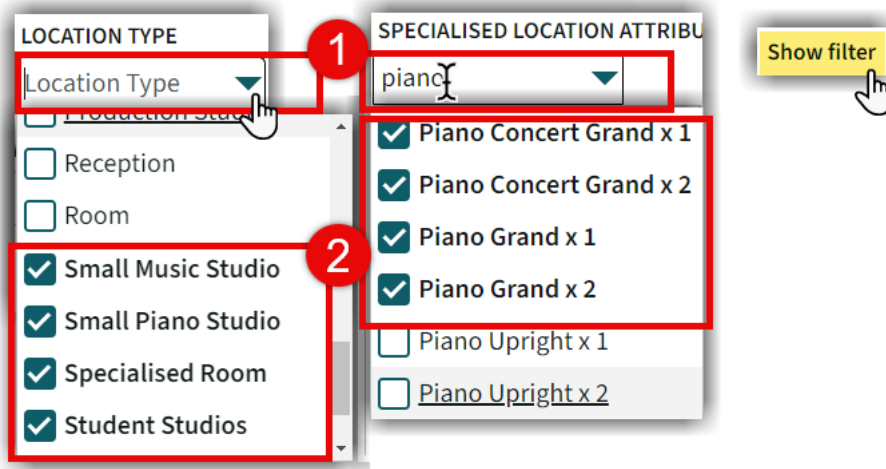 LOCATION TYPE
Location Type
Production Studio
Reception
Room
Small Music Studio
Small Piano Studio
Specialised Room
Student Studios
1
2
SPECIALISED LOCATION ATTRIBU
piano
Piano Concert Grand x 1
Piano Concert Grand x 2
Piano Grand x 1
Piano Grand x 2
Piano Upright x 1
Piano Upright x 2
Show filter